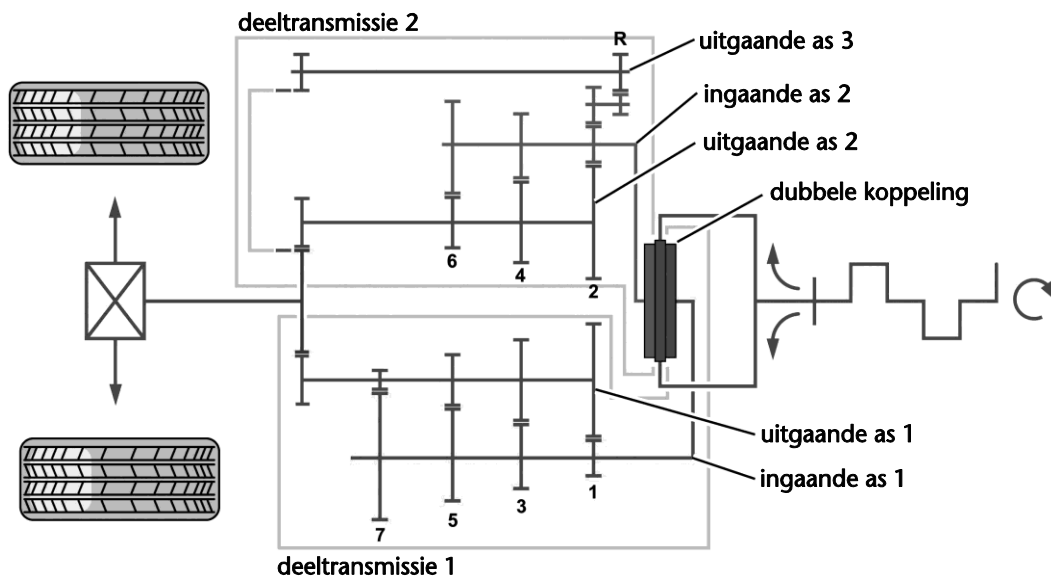 deeltransmissie 2
R
uitgaande as 3
ingaande as 2
uitgaande as 2
dubbele koppeling
6
4
2
uitgaande as 1
ingaande as 1
1
3
5
7
deeltransmissie 1